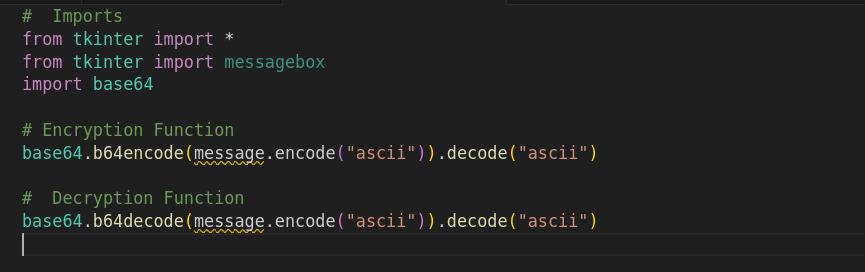 #  Imports
from tkinter import *
from tkinter import messagebox
import base64
# Encryption Function
base64.b64encode(message.encode("ascii")).decode("ascii")
#  Decryption Function
base64.b64decode(message.encode("ascii")).decode("ascii")